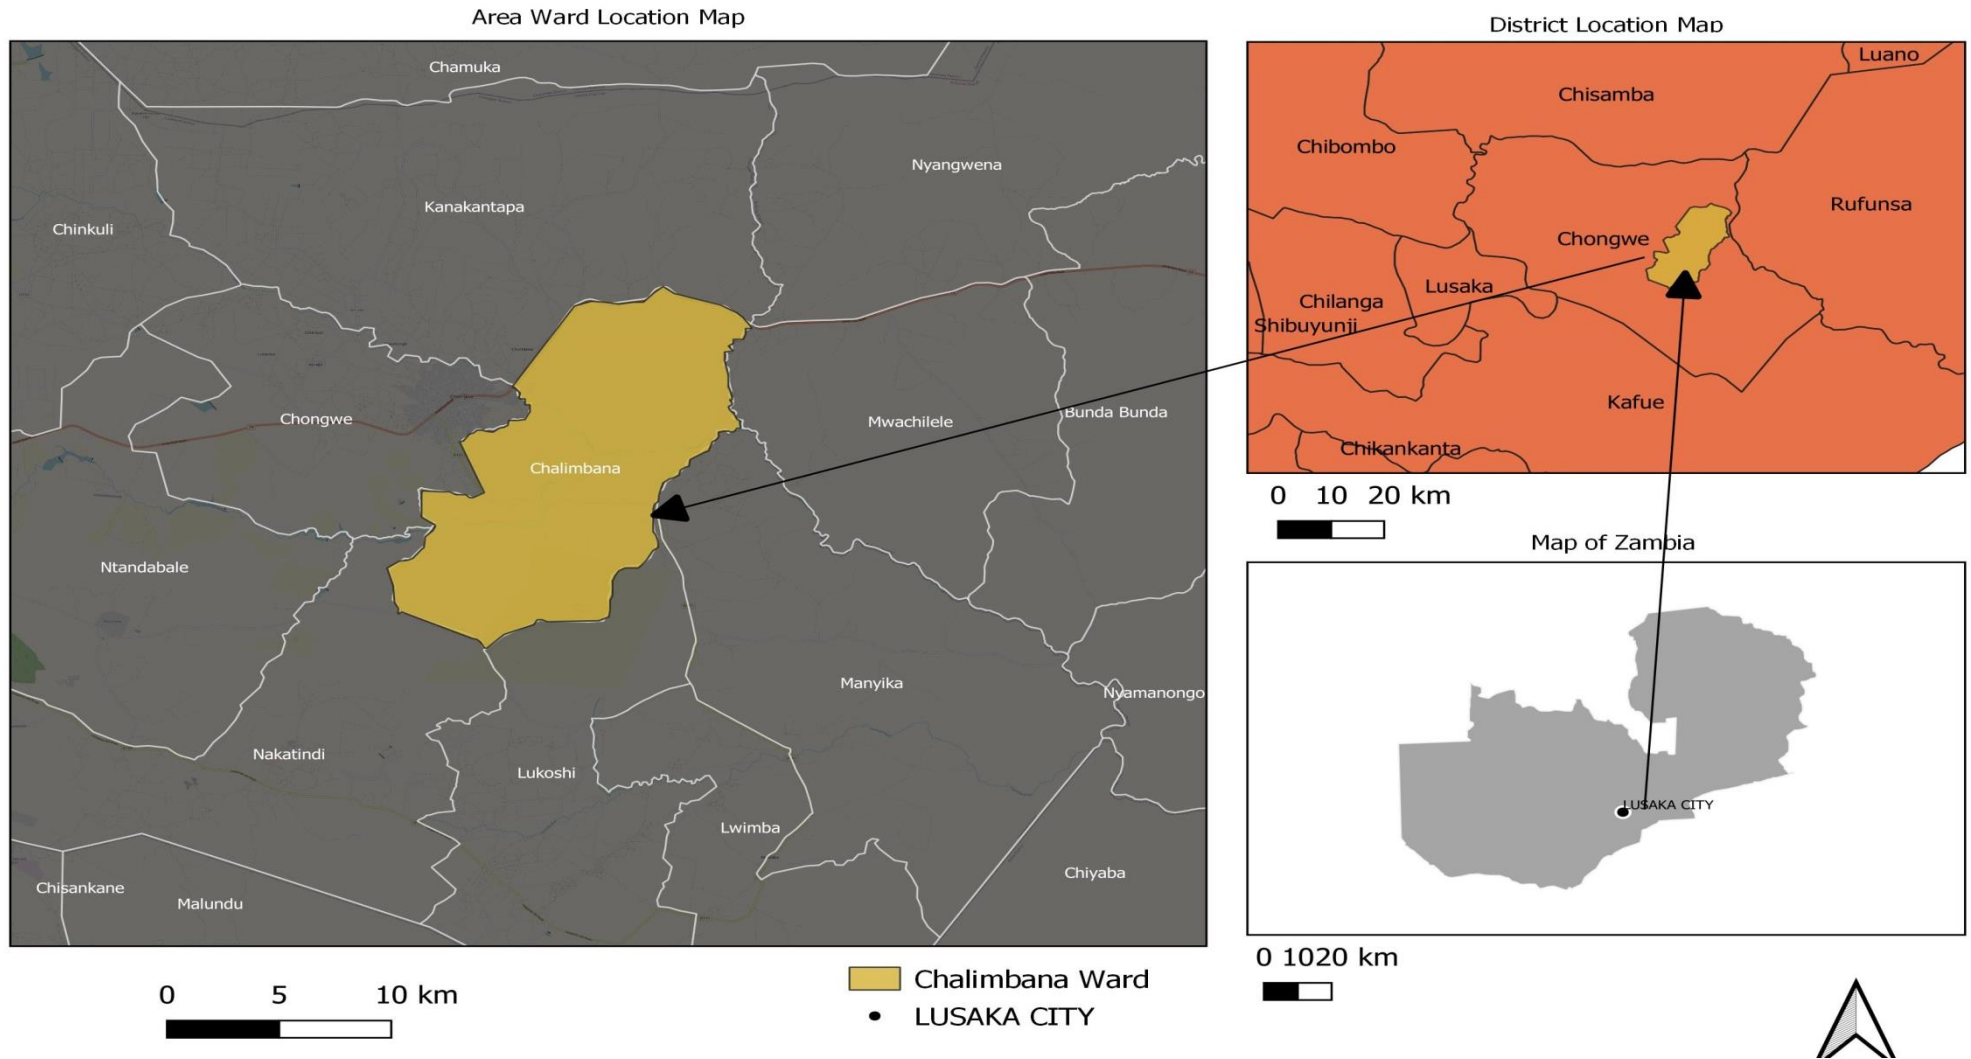 Area Ward Location Map
Chamuka
Nyangwena
Kanakantapa
Chinkuli
Chongwe
Mwachilele
Bunda Bunda
Chalimbana
Ntandabale
Manyika
Nyamanongo
Nakatindi
Lukoshi
Lwimba
Chiyaba
Chisankane
Malundu
0 5 10 km
Chalimbana Ward
LUSAKA CITY
District Location Map
Luano
Chisamba
Chibombo
Rufunsa
Chongwe
Lusaka
Chilanga
Shibuyunji
Kafue
Chikankanta
0 10 20 km
Map of Zambia
LUSAKA CITY
0 1020 km